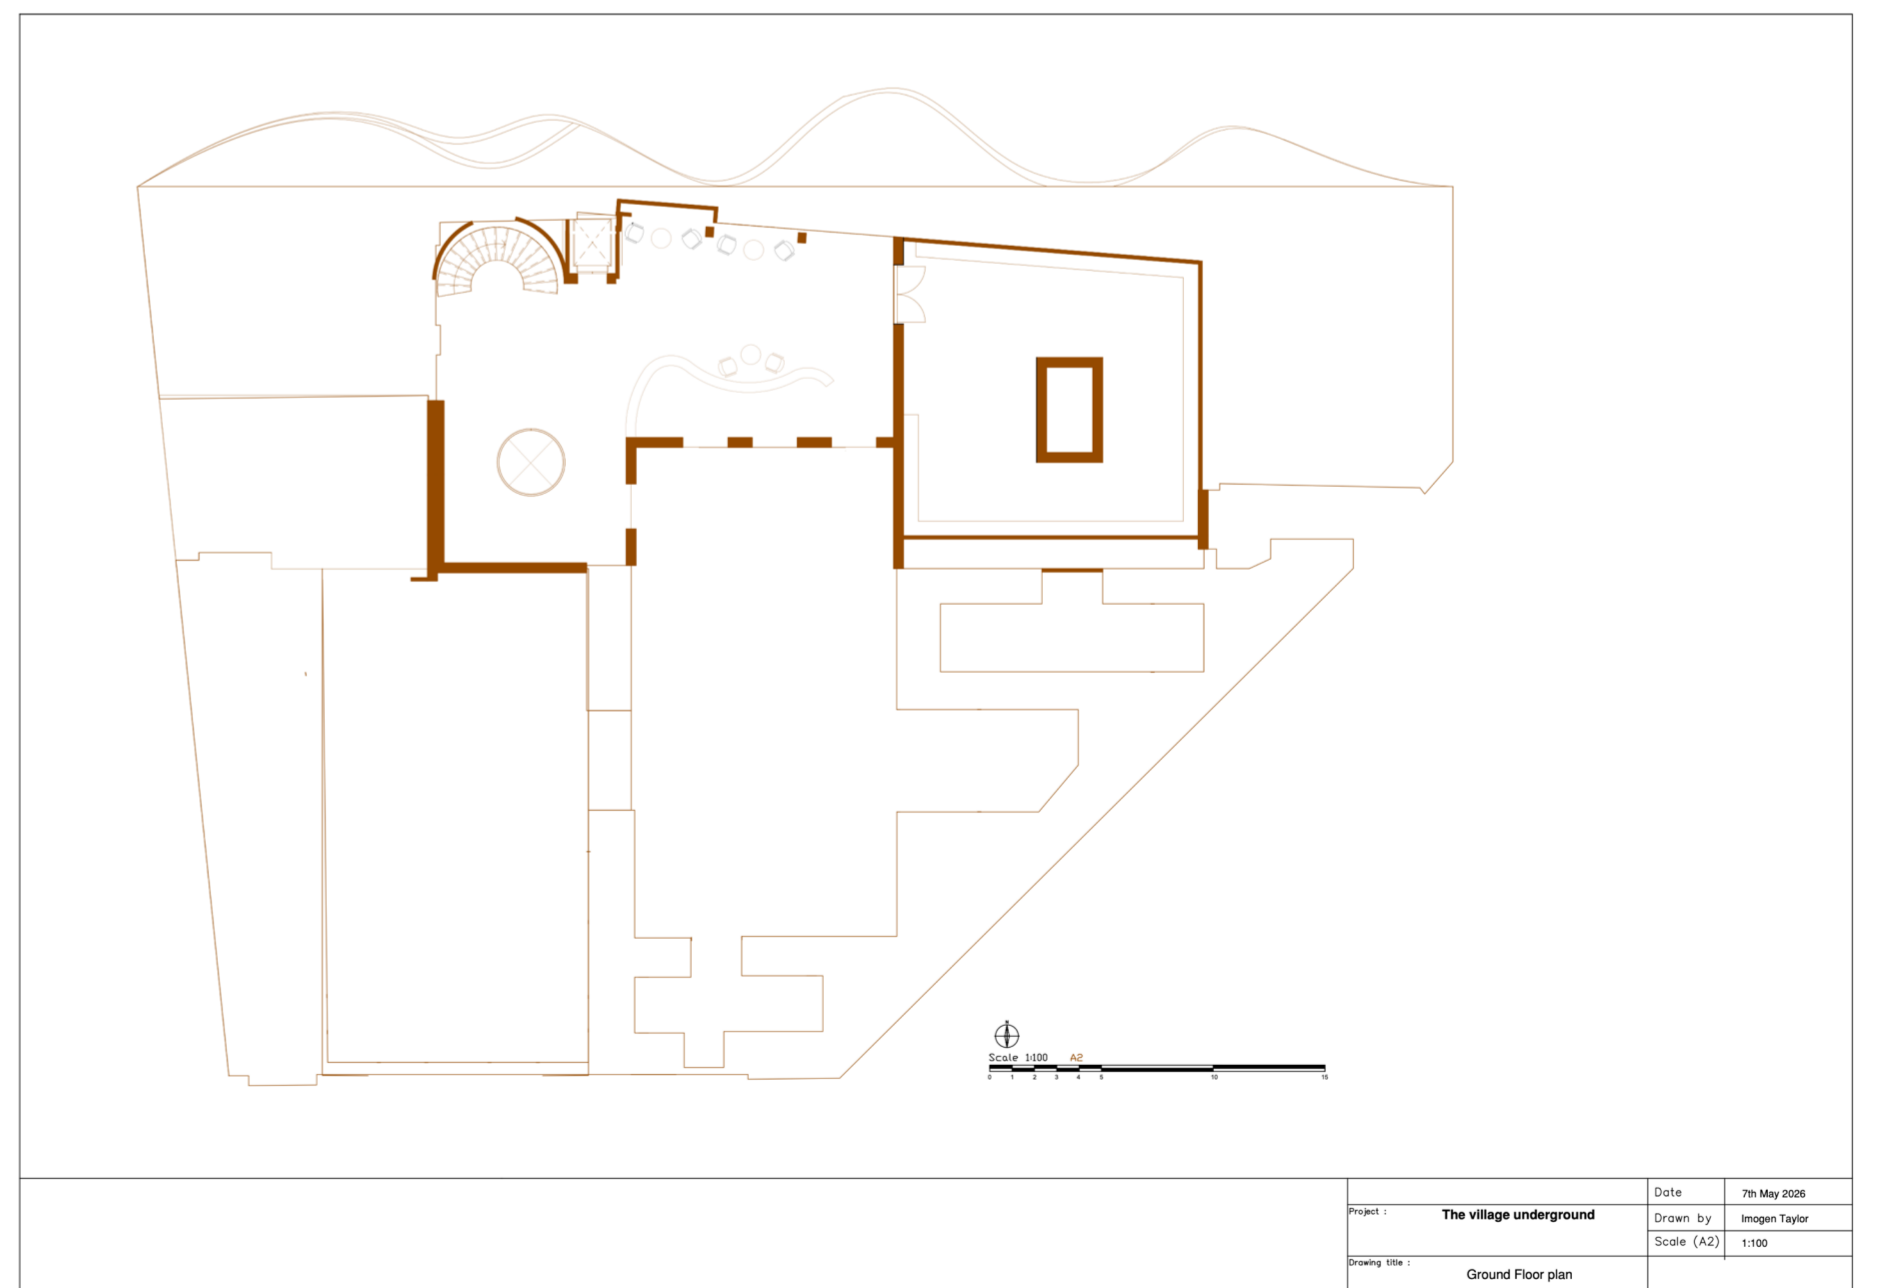 N
Scale 1:100 A2
0 1 2 3 4 5 10 15
Date 7th May 2026
Project : The village underground
Drawn by Imogen Taylor
Scale (A2) 1:100
Drawing title :
Ground Floor plan